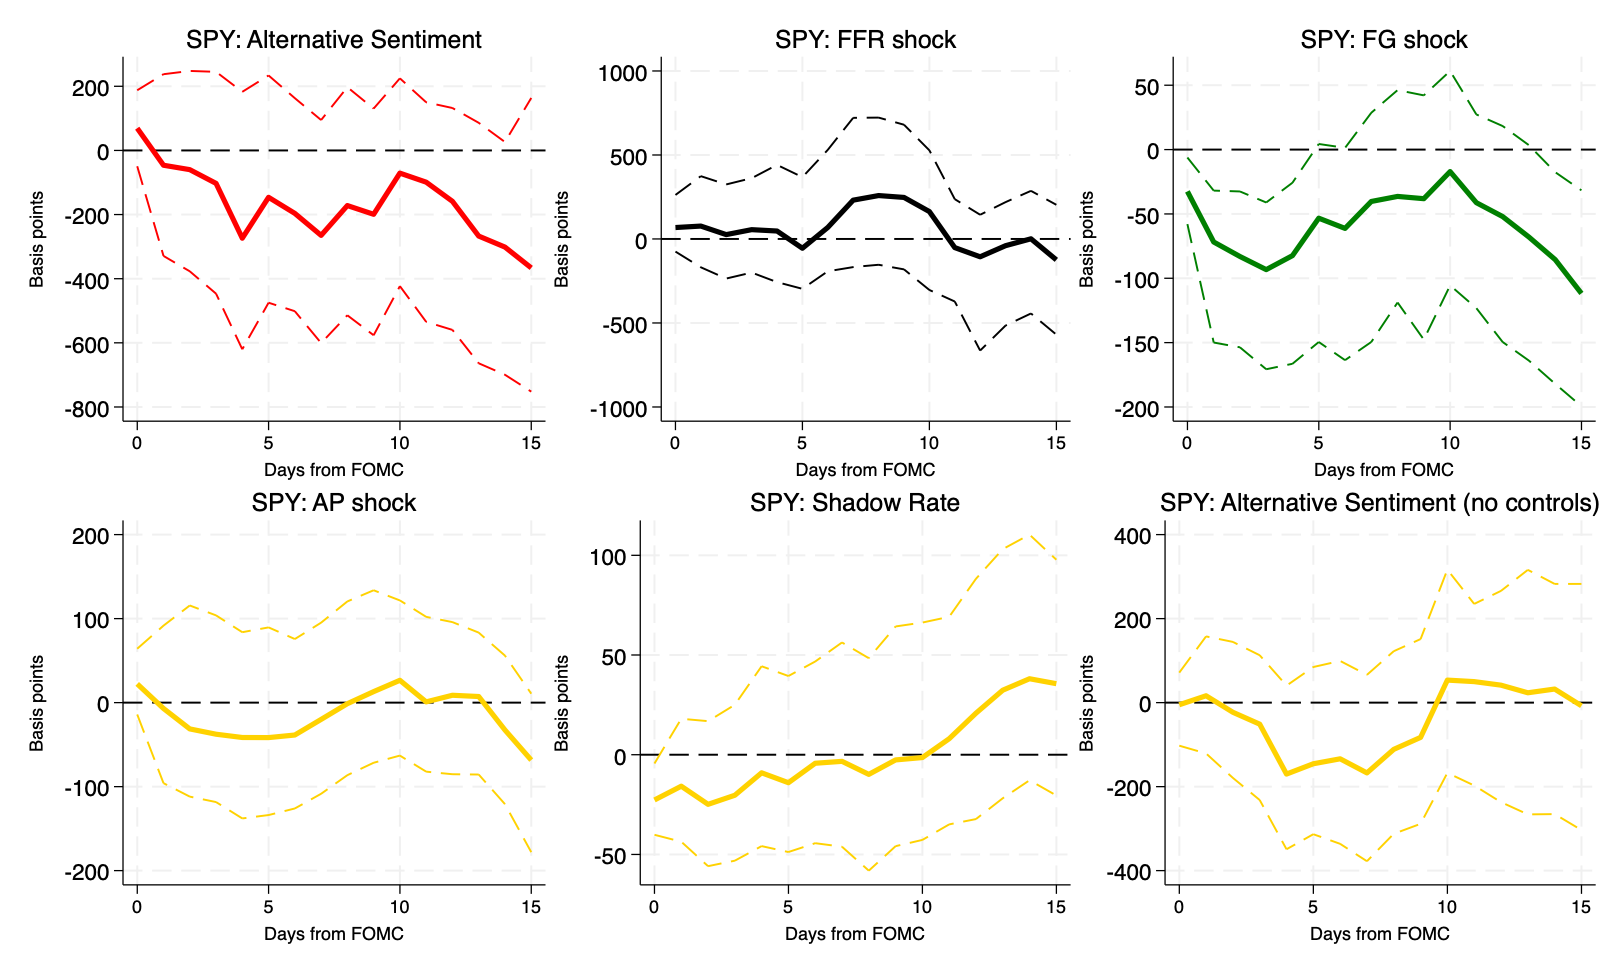 SPY: Alternative Sentiment
200
0
-200
-400
-600
-800
Basis points
0 5 10 15
Days from FOMC
SPY: FFR shock
1000
500
0
-500
-1000
Basis points
0 5 10 15
Days from FOMC
SPY: FG shock
50
0
-50
-100
-150
-200
Basis points
0 5 10 15
Days from FOMC
SPY: AP shock
200
100
0
-100
-200
Basis points
0 5 10 15
Days from FOMC
SPY: Shadow Rate
100
50
0
-50
Basis points
0 5 10 15
Days from FOMC
SPY: Alternative Sentiment (no controls)
400
200
0
-200
-400
Basis points
0 5 10 15
Days from FOMC